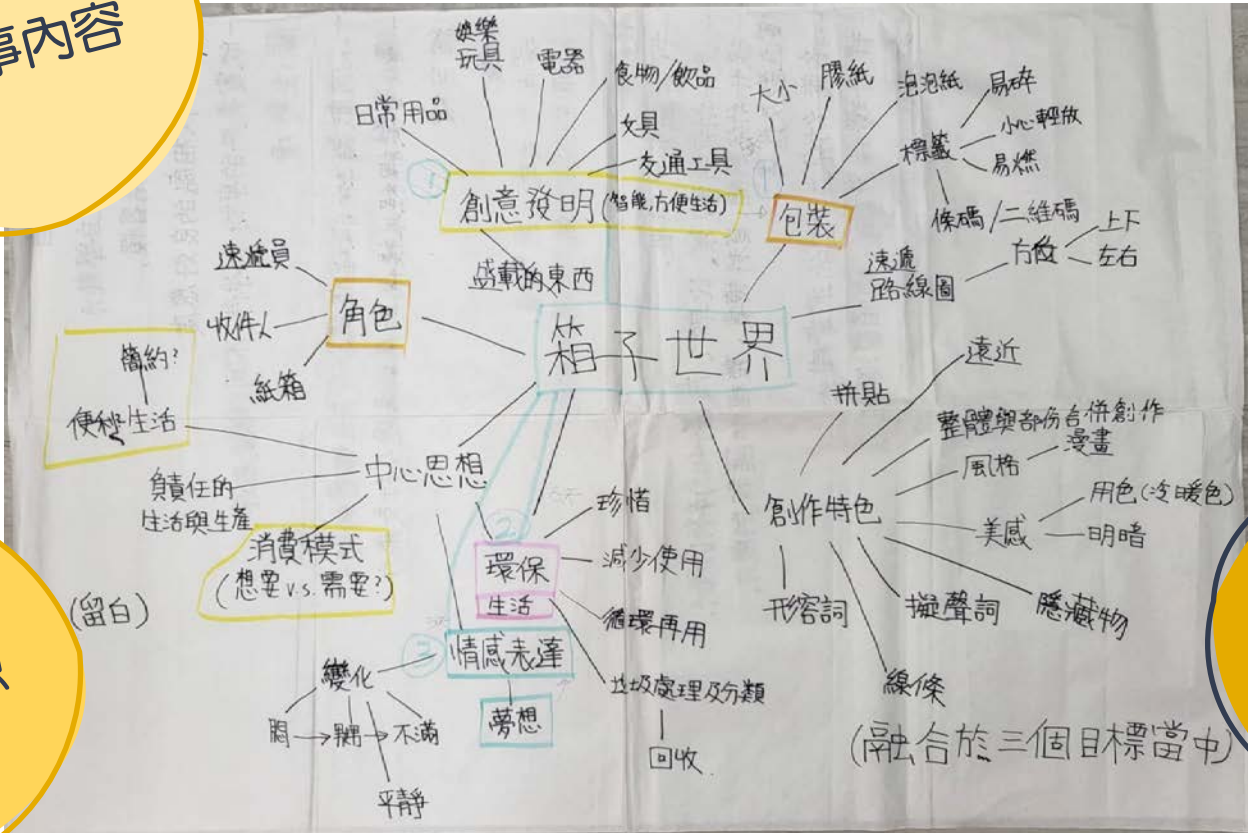 事內容
娛樂
玩具
電器
食物/飲品
日常用品
文具
交通工具
①
創意發明(智能,方便生活)
盛載的東西
大小
膠紙
泡泡紙
標籤
易碎
小心輕放
易燃
條碼/二維碼
包裝
速遞
路線圖
方位
上下
左右
速遞員
收件人
紙箱
角色
箱子世界
簡約?
便利生活
負責任的
生活與生產
中心思想
消費模式
(想要v.s.需要?)
(留白)
②
環保
生活
珍惜
減少使用
循環再用
垃圾處理及分類
回收
③
情感表達
夢想
變化
悶
不滿
平靜
拼貼
遠近
整體與部份合併創作
風格
漫畫
創作特色
用色(冷暖色)
美感
明暗
形容詞
擬聲詞
隱藏物
線條
(融合於三個目標當中)